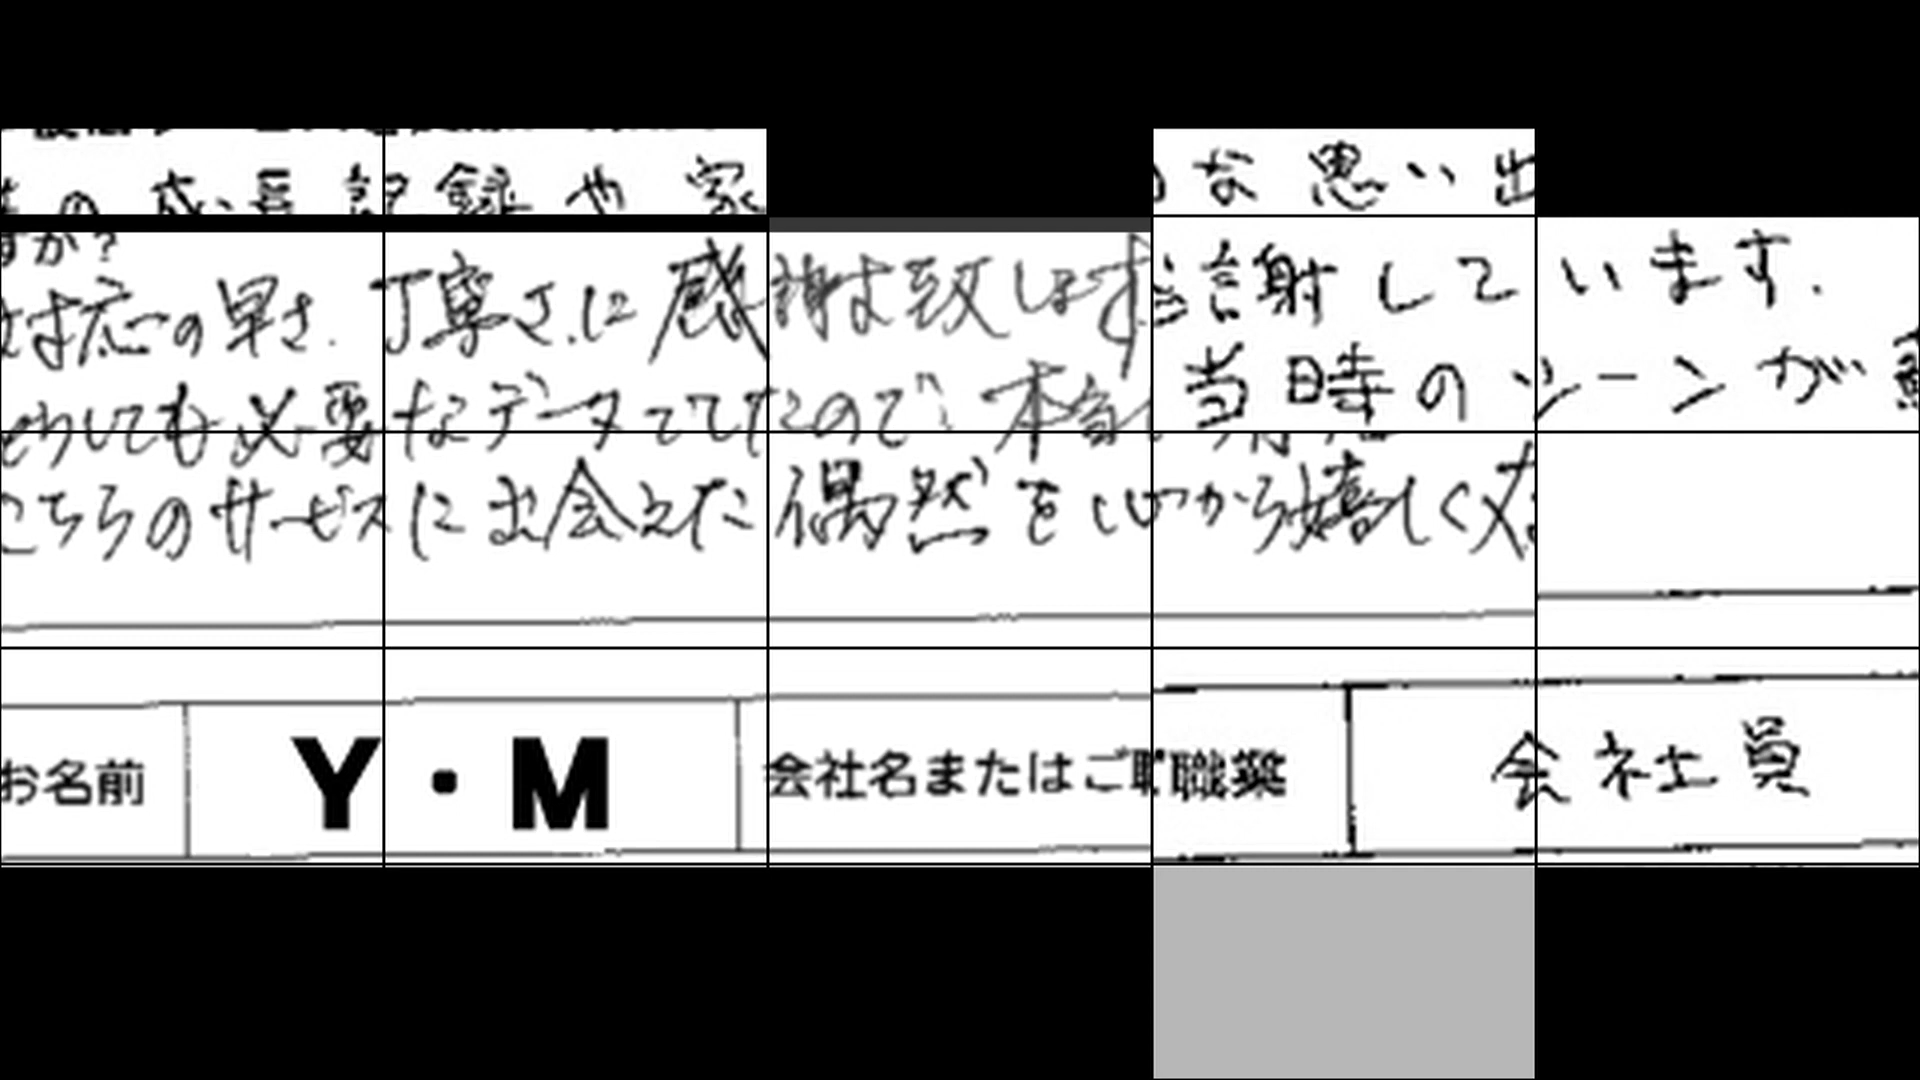 の成長記録や家
な思い出
すか?
対応の早さ、丁寧さに感謝致します
謝しています.
どうしても必要なデータでしたので、本当
当時のシーンが
こちらのサービスにお会えた偶然を心から嬉しく
お名前 Y・M 会社名またはご職業 会社員